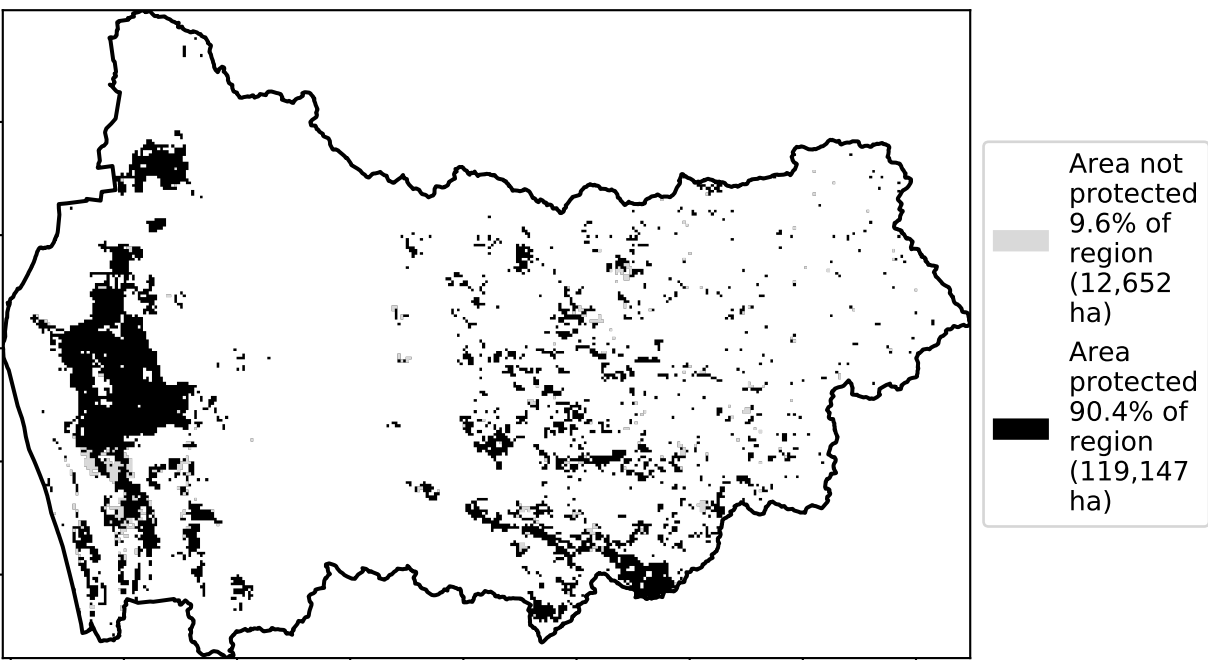 Area not
protected
9.6% of
region
(12,652
ha)
Area
protected
90.4% of
region
(119,147
ha)